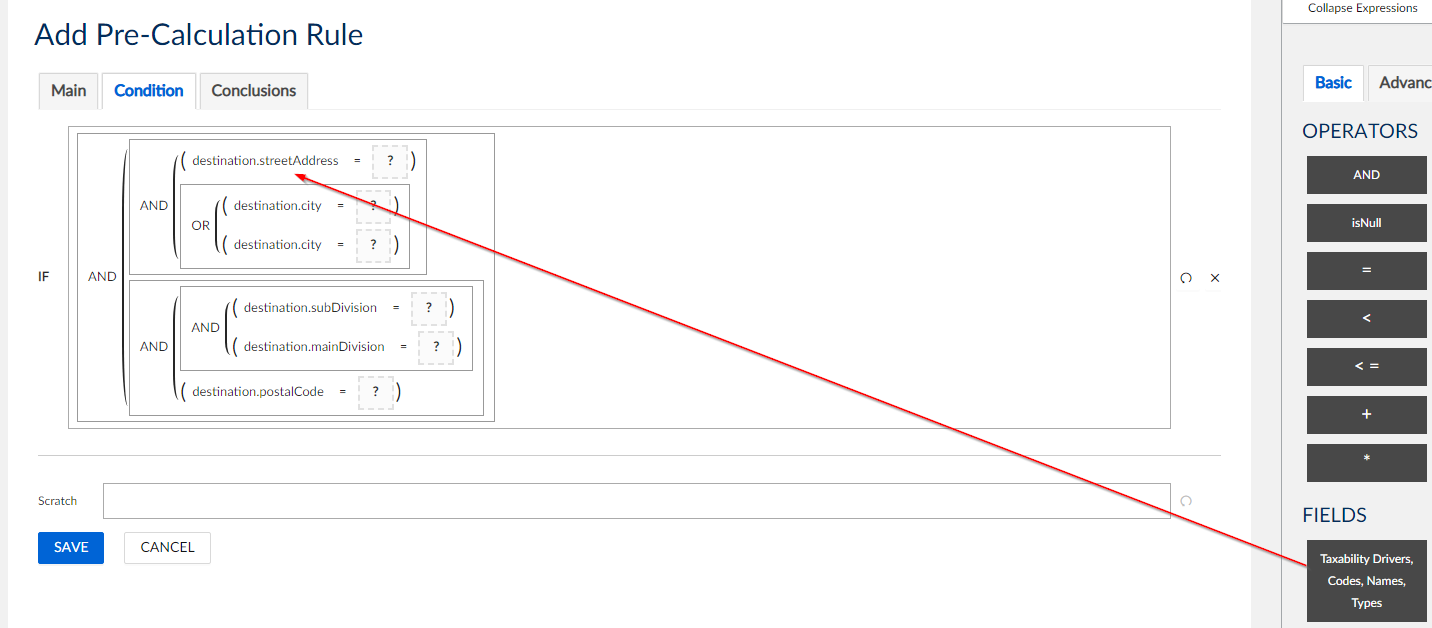 Collapse Expressions
Add Pre-Calculation Rule
Main
Condition
Conclusions
Basic
Advanc
OPERATORS
IF
AND
AND
( destination.streetAddress = ? )
OR
( destination.city = ? )
( destination.city = ? )
AND
AND
( destination.subDivision = ? )
( destination.mainDivision = ? )
( destination.postalCode = ? )
AND
isNull
=
<
< =
+
*
Scratch
SAVE
CANCEL
FIELDS
Taxability Drivers,
Codes, Names,
Types